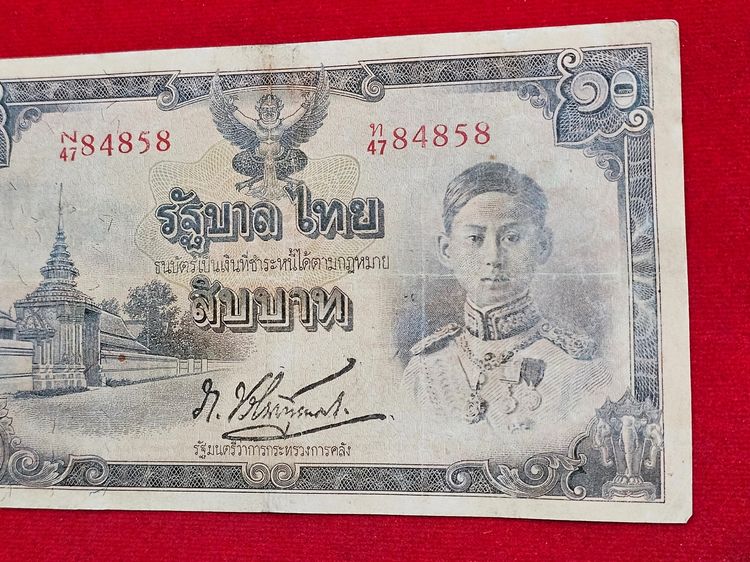 ๑๐
N/47 84858
ท/47 84858
รัฐบาล ไทย
ธนบัตร์เป็นเงินที่ชำระหนี้ได้ตามกฎหมาย
สิบบาท
รัฐมนตรีว่าการกระทรวงการคลัง